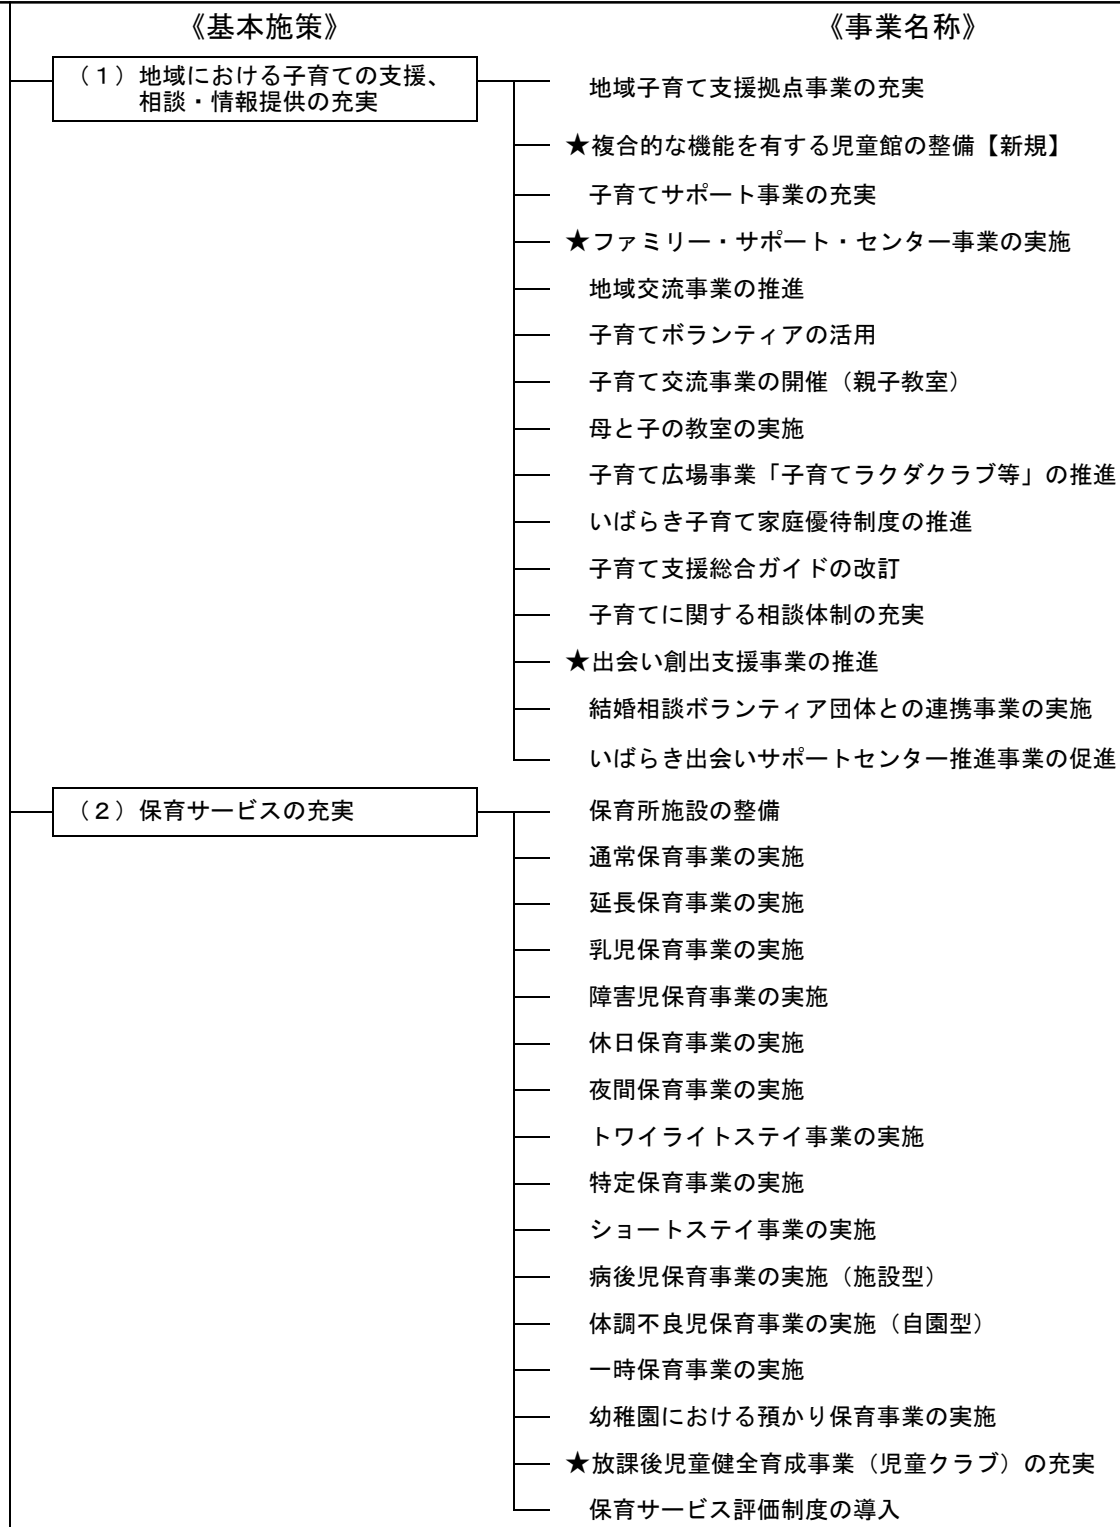 《基本施策》
《事業名称》
（１）地域における子育ての支援、
相談・情報提供の充実
地域子育て支援拠点事業の充実
★複合的な機能を有する児童館の整備【新規】
子育てサポート事業の充実
★ファミリー・サポート・センター事業の実施
地域交流事業の推進
子育てボランティアの活用
子育て交流事業の開催（親子教室）
母と子の教室の実施
子育て広場事業「子育てラクダクラブ等」の推進
いばらき子育て家庭優待制度の推進
子育て支援総合ガイドの改訂
子育てに関する相談体制の充実
★出会い創出支援事業の推進
結婚相談ボランティア団体との連携事業の実施
いばらき出会いサポートセンター推進事業の促進
（２）保育サービスの充実
保育所施設の整備
通常保育事業の実施
延長保育事業の実施
乳児保育事業の実施
障害児保育事業の実施
休日保育事業の実施
夜間保育事業の実施
トワイライトステイ事業の実施
特定保育事業の実施
ショートステイ事業の実施
病後児保育事業の実施（施設型）
体調不良児保育事業の実施（自園型）
一時保育事業の実施
幼稚園における預かり保育事業の実施
★放課後児童健全育成事業（児童クラブ）の充実
保育サービス評価制度の導入